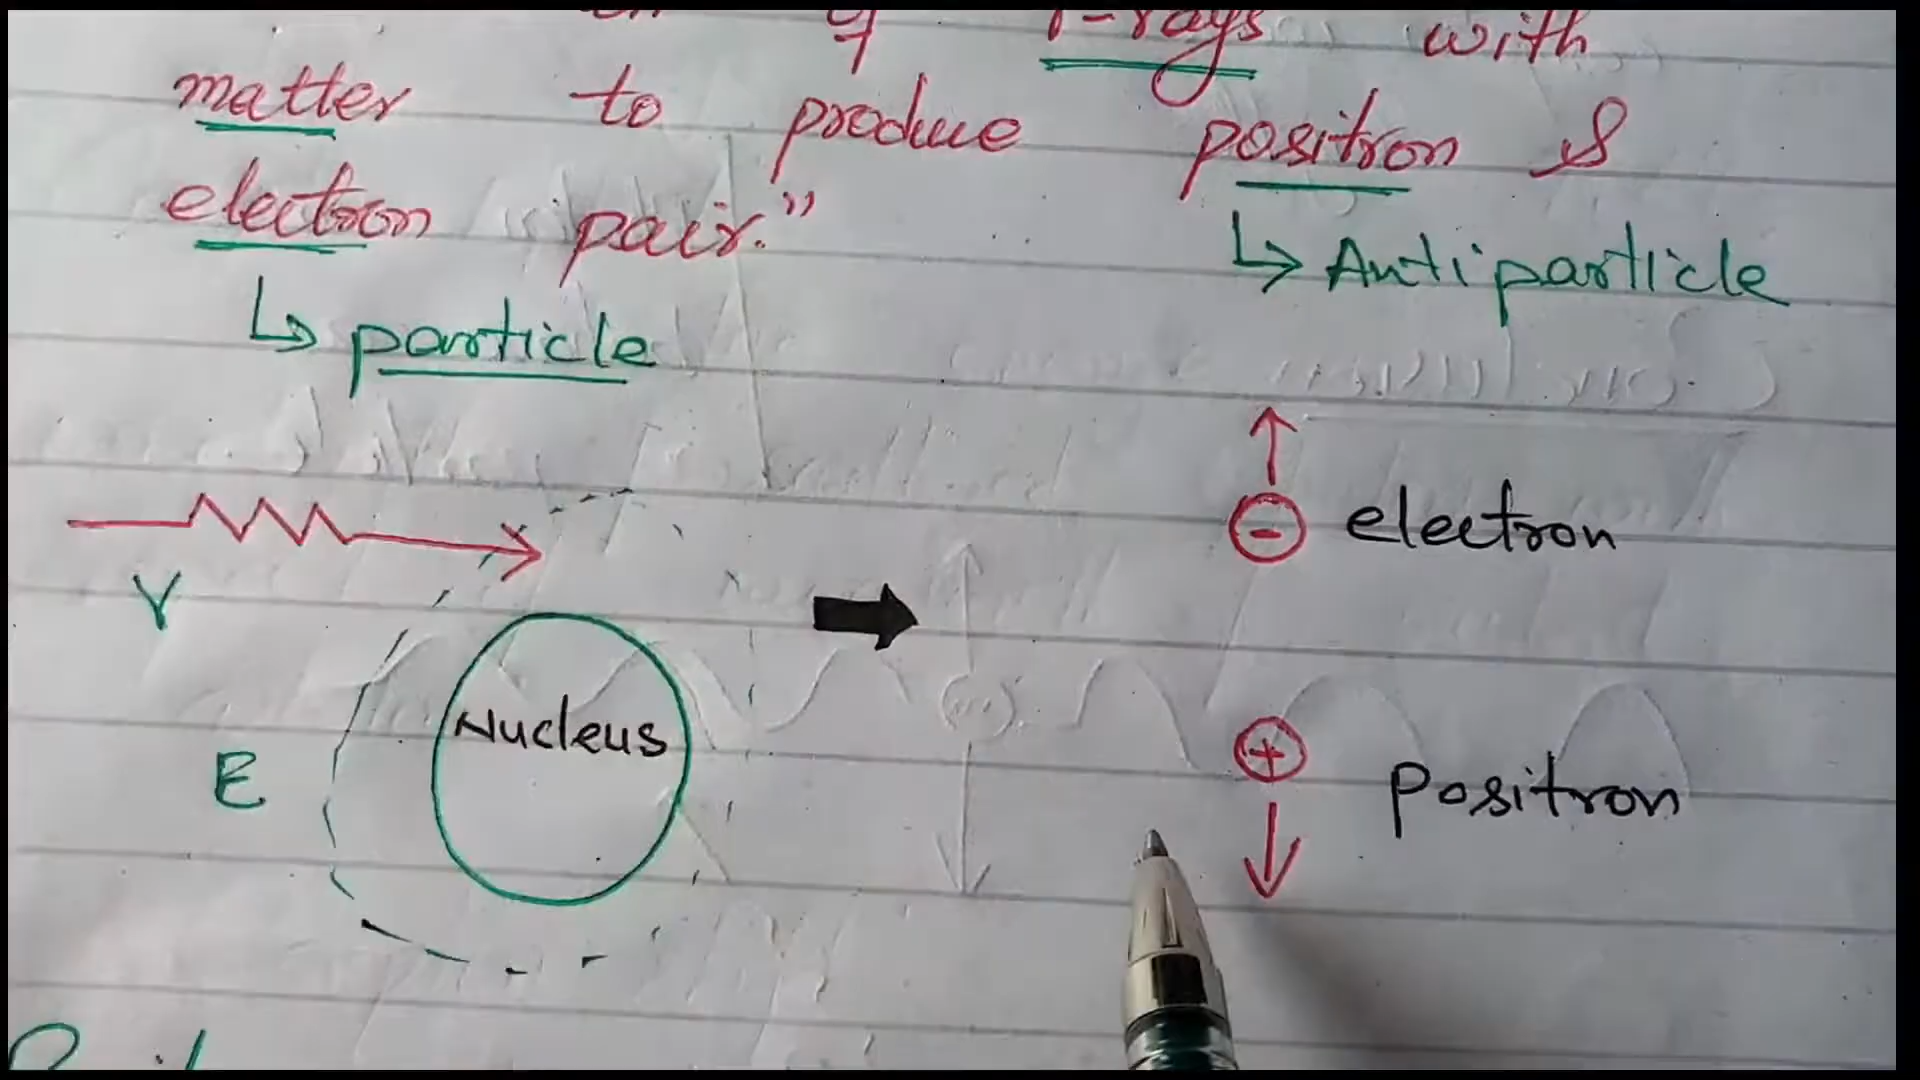 γ-rays with
matter to produce positron &
electron pair."
↳ Antiparticle
↳ particle
γ
E
Nucleus
- electron
+ positron